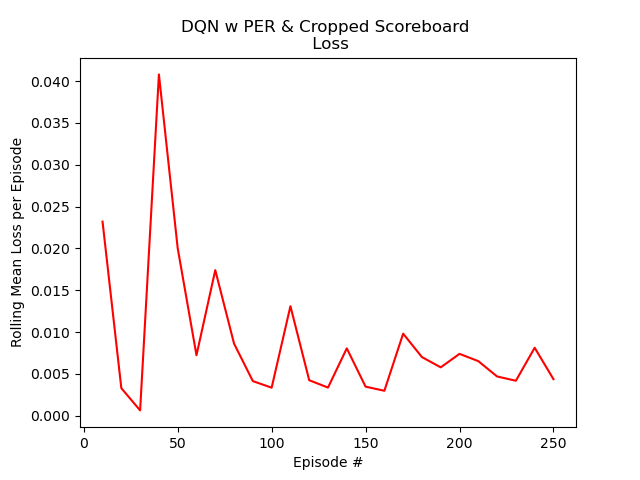 DQN w PER & Cropped Scoreboard
Loss
Rolling Mean Loss per Episode
0.040
0.035
0.030
0.025
0.020
0.015
0.010
0.005
0.000
0 50 100 150 200 250
Episode #